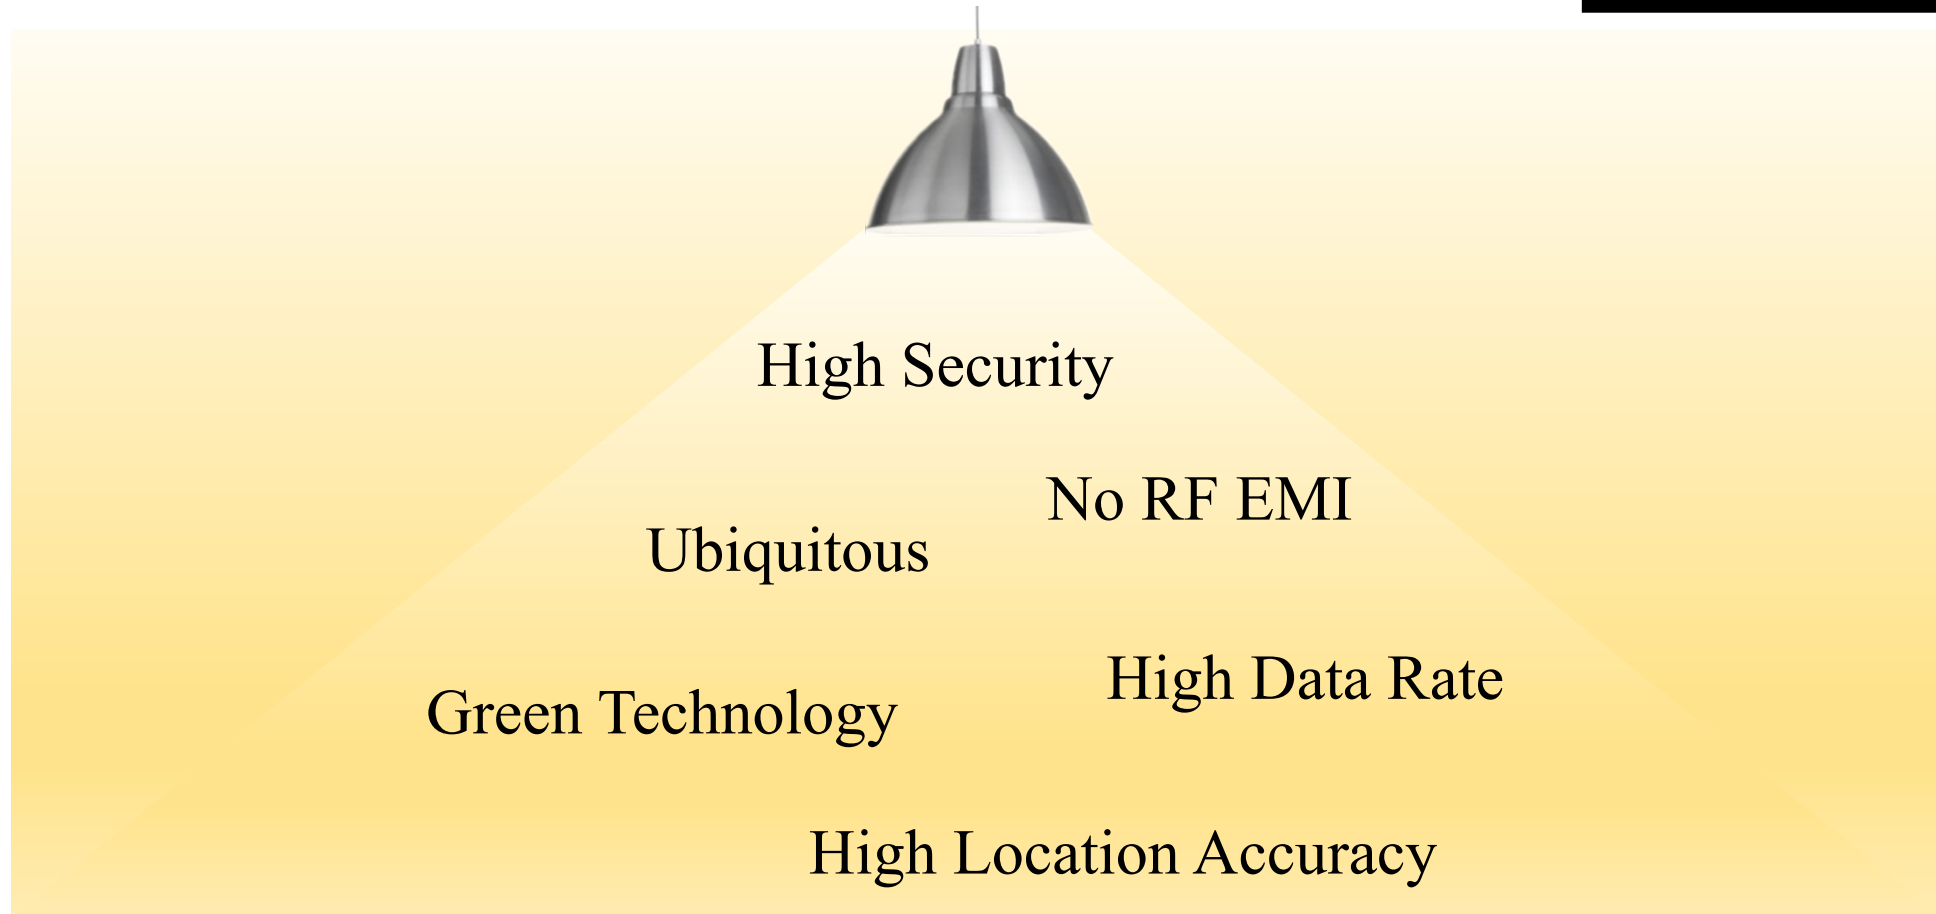 High Security
No RF EMI
Ubiquitous
High Data Rate
Green Technology
High Location Accuracy